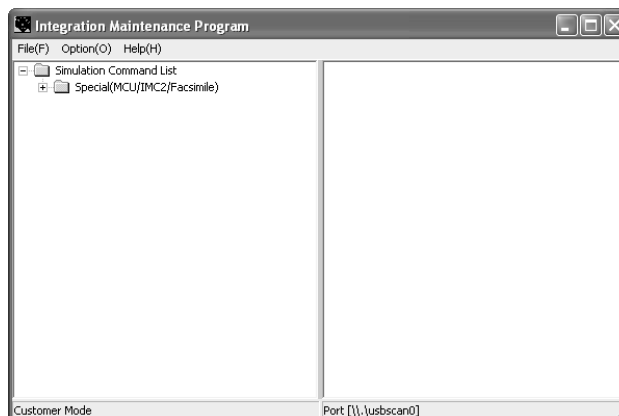 Integration Maintenance Program
File(F) Option(O) Help(H)
Simulation Command List
Special(MCU/IMC2/Facsimile)
Customer Mode
Port [\\.\usbscan0]